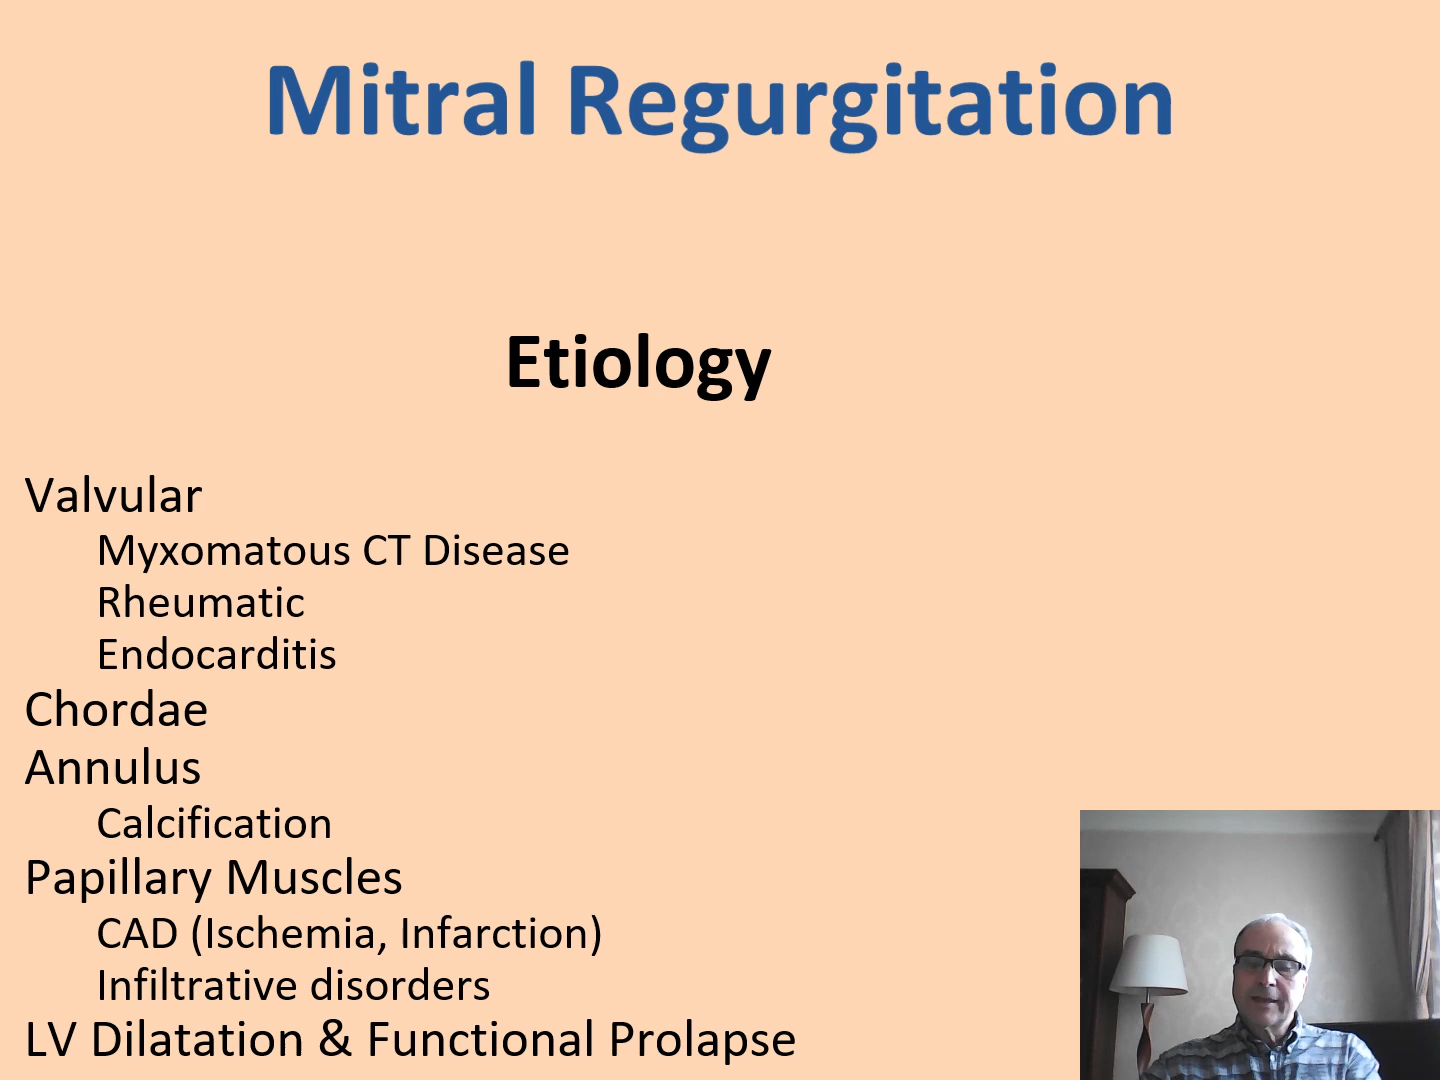 Mitral Regurgitation
Etiology
Valvular
Myxomatous CT Disease
Rheumatic
Endocarditis
Chordae
Annulus
Calcification
Papillary Muscles
CAD (Ischemia, Infarction)
Infiltrative disorders
LV Dilatation & Functional Prolapse